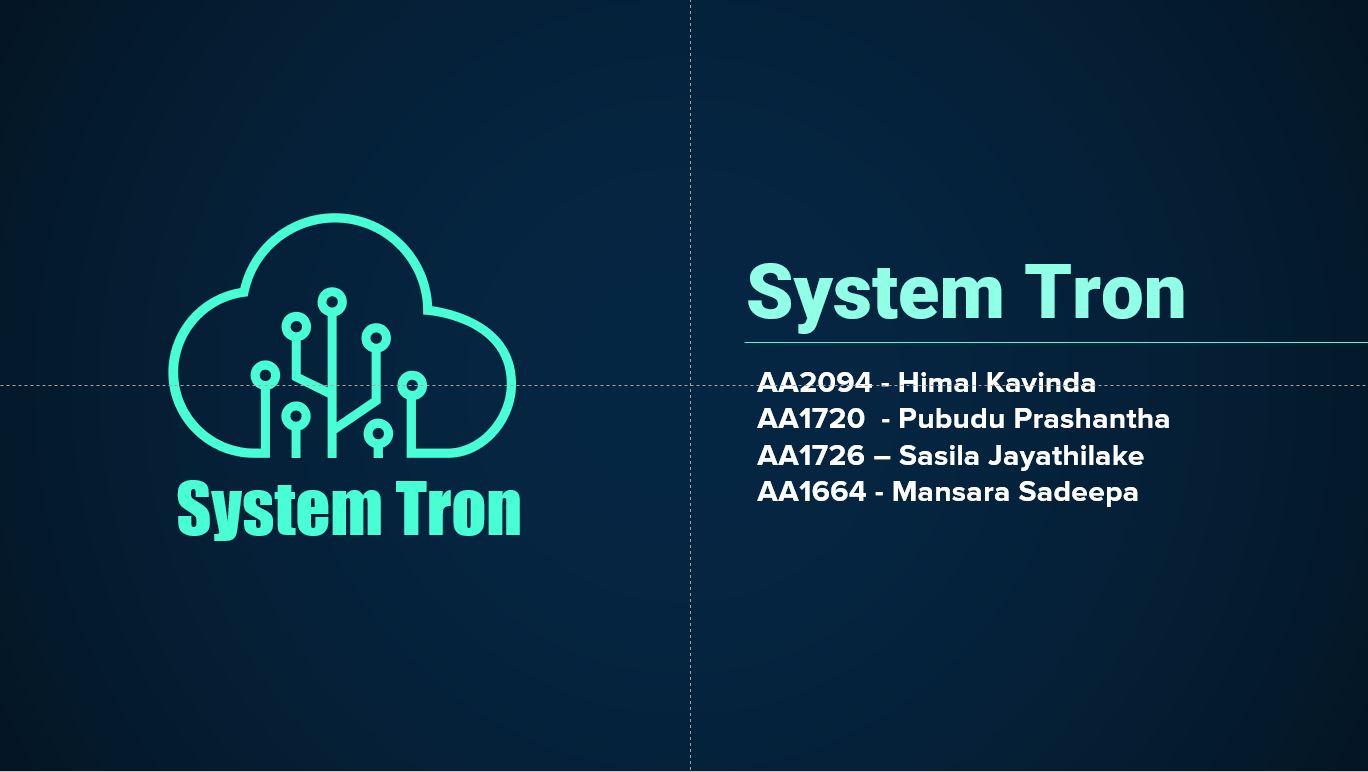 System Tron
System Tron
AA2094 - Himal Kavinda
AA1720  - Pubudu Prashantha
AA1726 – Sasila Jayathilake
AA1664 - Mansara Sadeepa